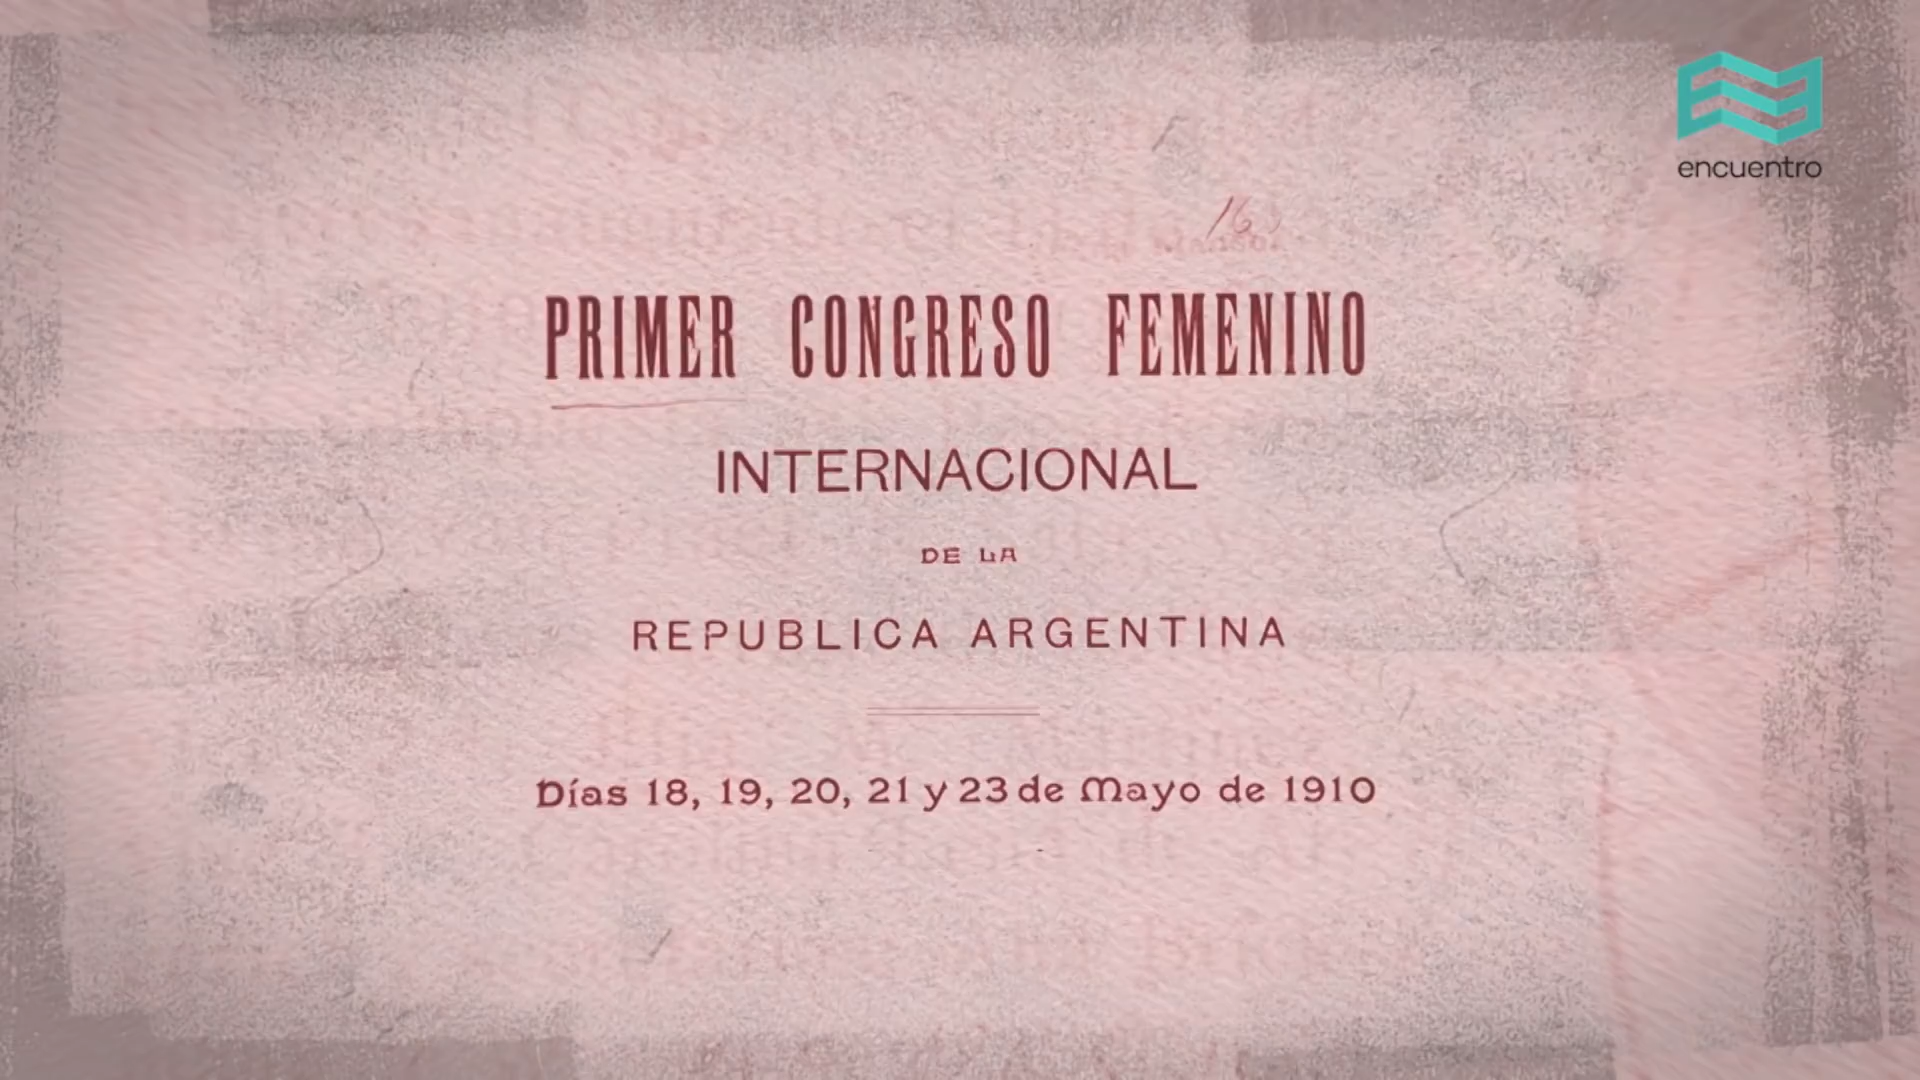 encuentro
16
PRIMER CONGRESO FEMENINO
INTERNACIONAL
DE LA
REPUBLICA ARGENTINA
Días 18, 19, 20, 21 y 23 de Mayo de 1910